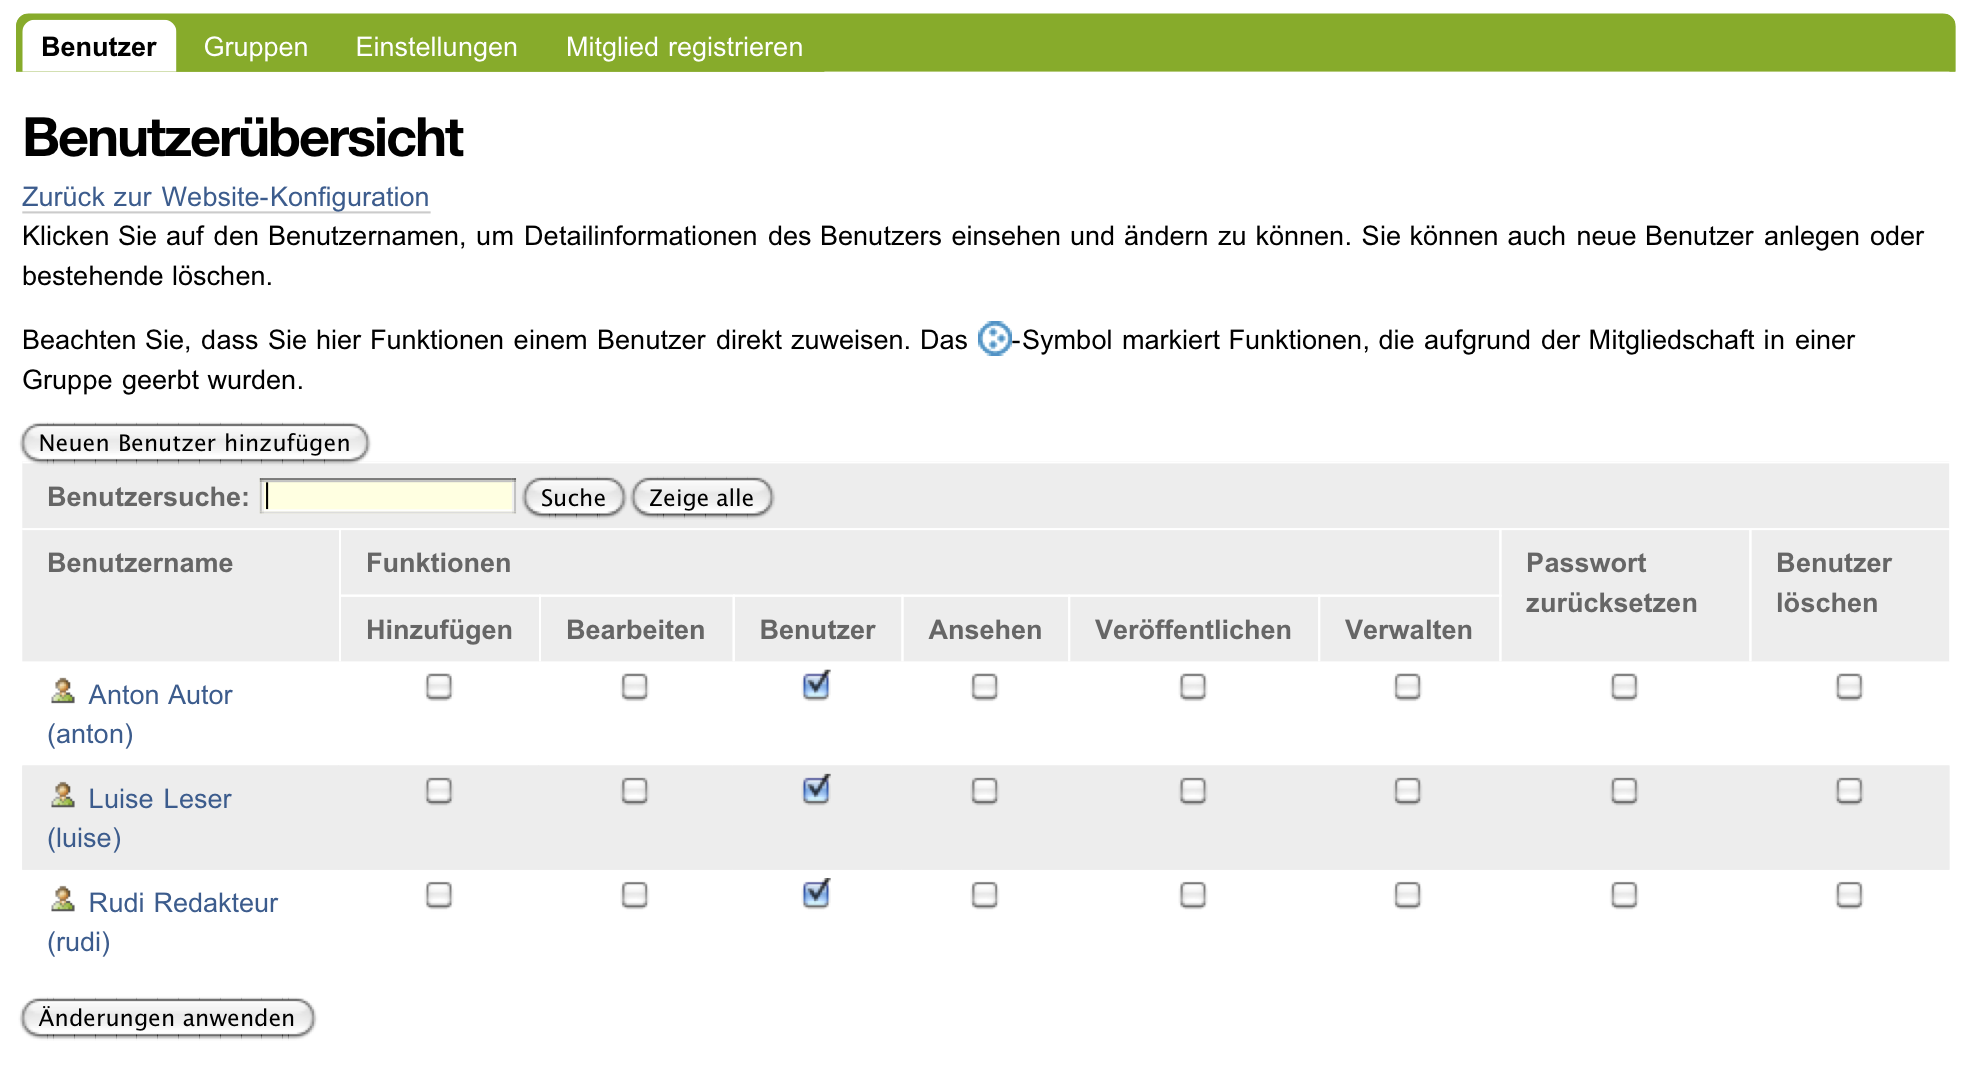 Benutzer Gruppen Einstellungen Mitglied registrieren
Benutzerübersicht
Zurück zur Website-Konfiguration
Klicken Sie auf den Benutzernamen, um Detailinformationen des Benutzers einsehen und ändern zu können. Sie können auch neue Benutzer anlegen oder
bestehende löschen.
Beachten Sie, dass Sie hier Funktionen einem Benutzer direkt zuweisen. Das -Symbol markiert Funktionen, die aufgrund der Mitgliedschaft in einer
Gruppe geerbt wurden.
Neuen Benutzer hinzufügen
Benutzersuche: Suche Zeige alle
Benutzername Funktionen Passwort Benutzer
zurücksetzen löschen
Hinzufügen Bearbeiten Benutzer Ansehen Veröffentlichen Verwalten
Anton Autor
(anton)
Luise Leser
(luise)
Rudi Redakteur
(rudi)
Änderungen anwenden